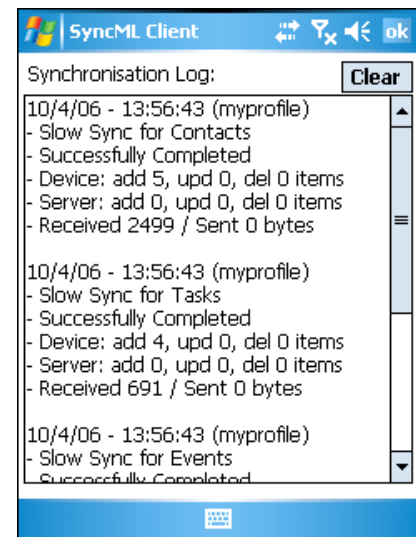 SyncML Client
ok
Synchronisation Log:
Clear
10/4/06 - 13:56:43 (myprofile)
- Slow Sync for Contacts
- Successfully Completed
- Device: add 5, upd 0, del 0 items
- Server: add 0, upd 0, del 0 items
- Received 2499 / Sent 0 bytes
10/4/06 - 13:56:43 (myprofile)
- Slow Sync for Tasks
- Successfully Completed
- Device: add 4, upd 0, del 0 items
- Server: add 0, upd 0, del 0 items
- Received 691 / Sent 0 bytes
10/4/06 - 13:56:43 (myprofile)
- Slow Sync for Events
- Successfully Completed